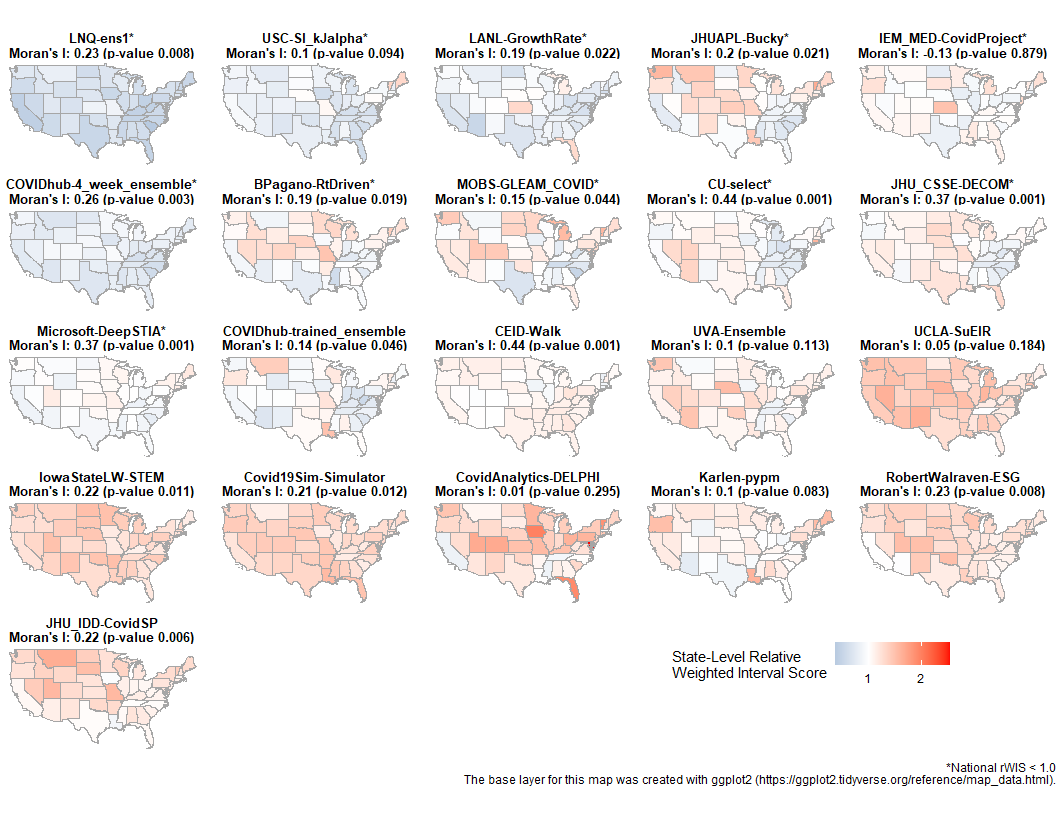 LNQ-ens1*
Moran's I: 0.23 (p-value 0.008)
USC-SI_kJalpha*
Moran's I: 0.1 (p-value 0.094)
LANL-GrowthRate*
Moran's I: 0.19 (p-value 0.022)
JHUAPL-Bucky*
Moran's I: 0.2 (p-value 0.021)
IEM_MED-CovidProject*
Moran's I: -0.13 (p-value 0.879)
COVIDhub-4_week_ensemble*
Moran's I: 0.26 (p-value 0.003)
BPagano-RtDriven*
Moran's I: 0.19 (p-value 0.019)
MOBS-GLEAM_COVID*
Moran's I: 0.15 (p-value 0.044)
CU-select*
Moran's I: 0.44 (p-value 0.001)
JHU_CSSE-DECOM*
Moran's I: 0.37 (p-value 0.001)
Microsoft-DeepSTIA*
Moran's I: 0.37 (p-value 0.001)
COVIDhub-trained_ensemble
Moran's I: 0.14 (p-value 0.046)
CEID-Walk
Moran's I: 0.44 (p-value 0.001)
UVA-Ensemble
Moran's I: 0.1 (p-value 0.113)
UCLA-SuEIR
Moran's I: 0.05 (p-value 0.184)
IowaStateLW-STEM
Moran's I: 0.22 (p-value 0.011)
Covid19Sim-Simulator
Moran's I: 0.21 (p-value 0.012)
CovidAnalytics-DELPHI
Moran's I: 0.01 (p-value 0.295)
Karlen-pypm
Moran's I: 0.1 (p-value 0.083)
RobertWalraven-ESG
Moran's I: 0.23 (p-value 0.008)
JHU_IDD-CovidSP
Moran's I: 0.22 (p-value 0.006)
State-Level Relative
Weighted Interval Score
1 2
*National rWIS < 1.0
The base layer for this map was created with ggplot2 (https://ggplot2.tidyverse.org/reference/map_data.html).